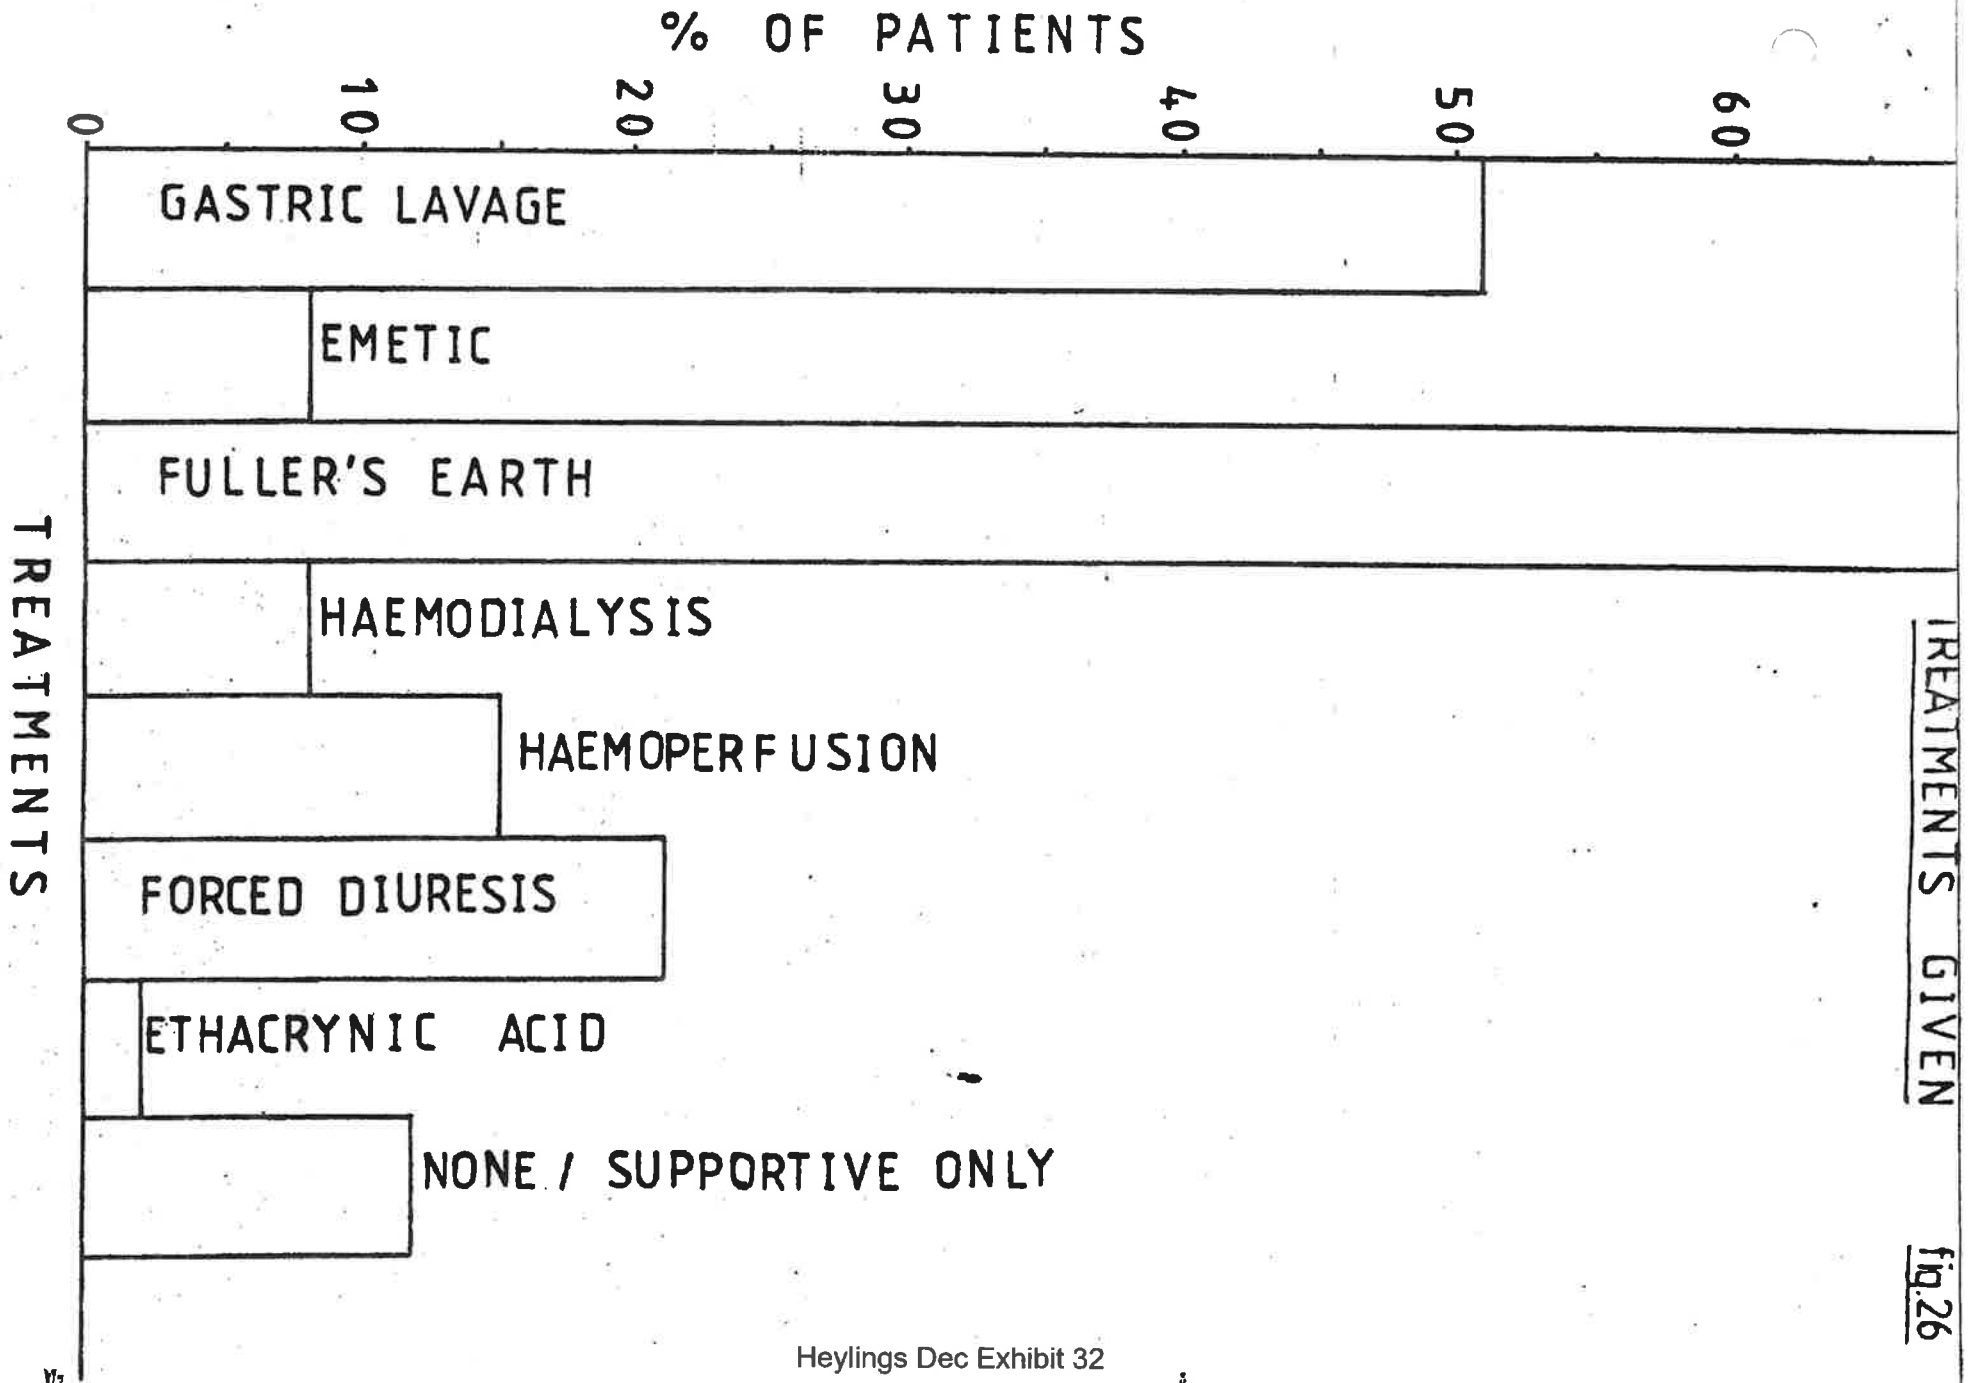 % OF PATIENTS
0 10 20 30 40 50 60
GASTRIC LAVAGE
EMETIC
FULLER'S EARTH
HAEMODIALYSIS
HAEMOPERFUSION
FORCED DIURESIS
ETHACRYNIC ACID
NONE / SUPPORTIVE ONLY
TREATMENTS
TREATMENTS GIVEN
fig.26
Heylings Dec Exhibit 32